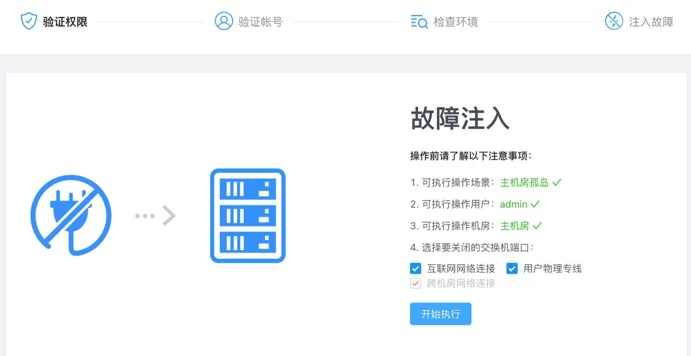 验证权限
验证帐号
检查环境
注入故障
故障注入
操作前请了解以下注意事项：
1. 可执行操作场景：主机房孤岛
2. 可执行操作用户：admin
3. 可执行操作机房：主机房
4. 选择要关闭的交换机端口：
互联网网络连接 用户物理专线
跨机房网络连接
开始执行